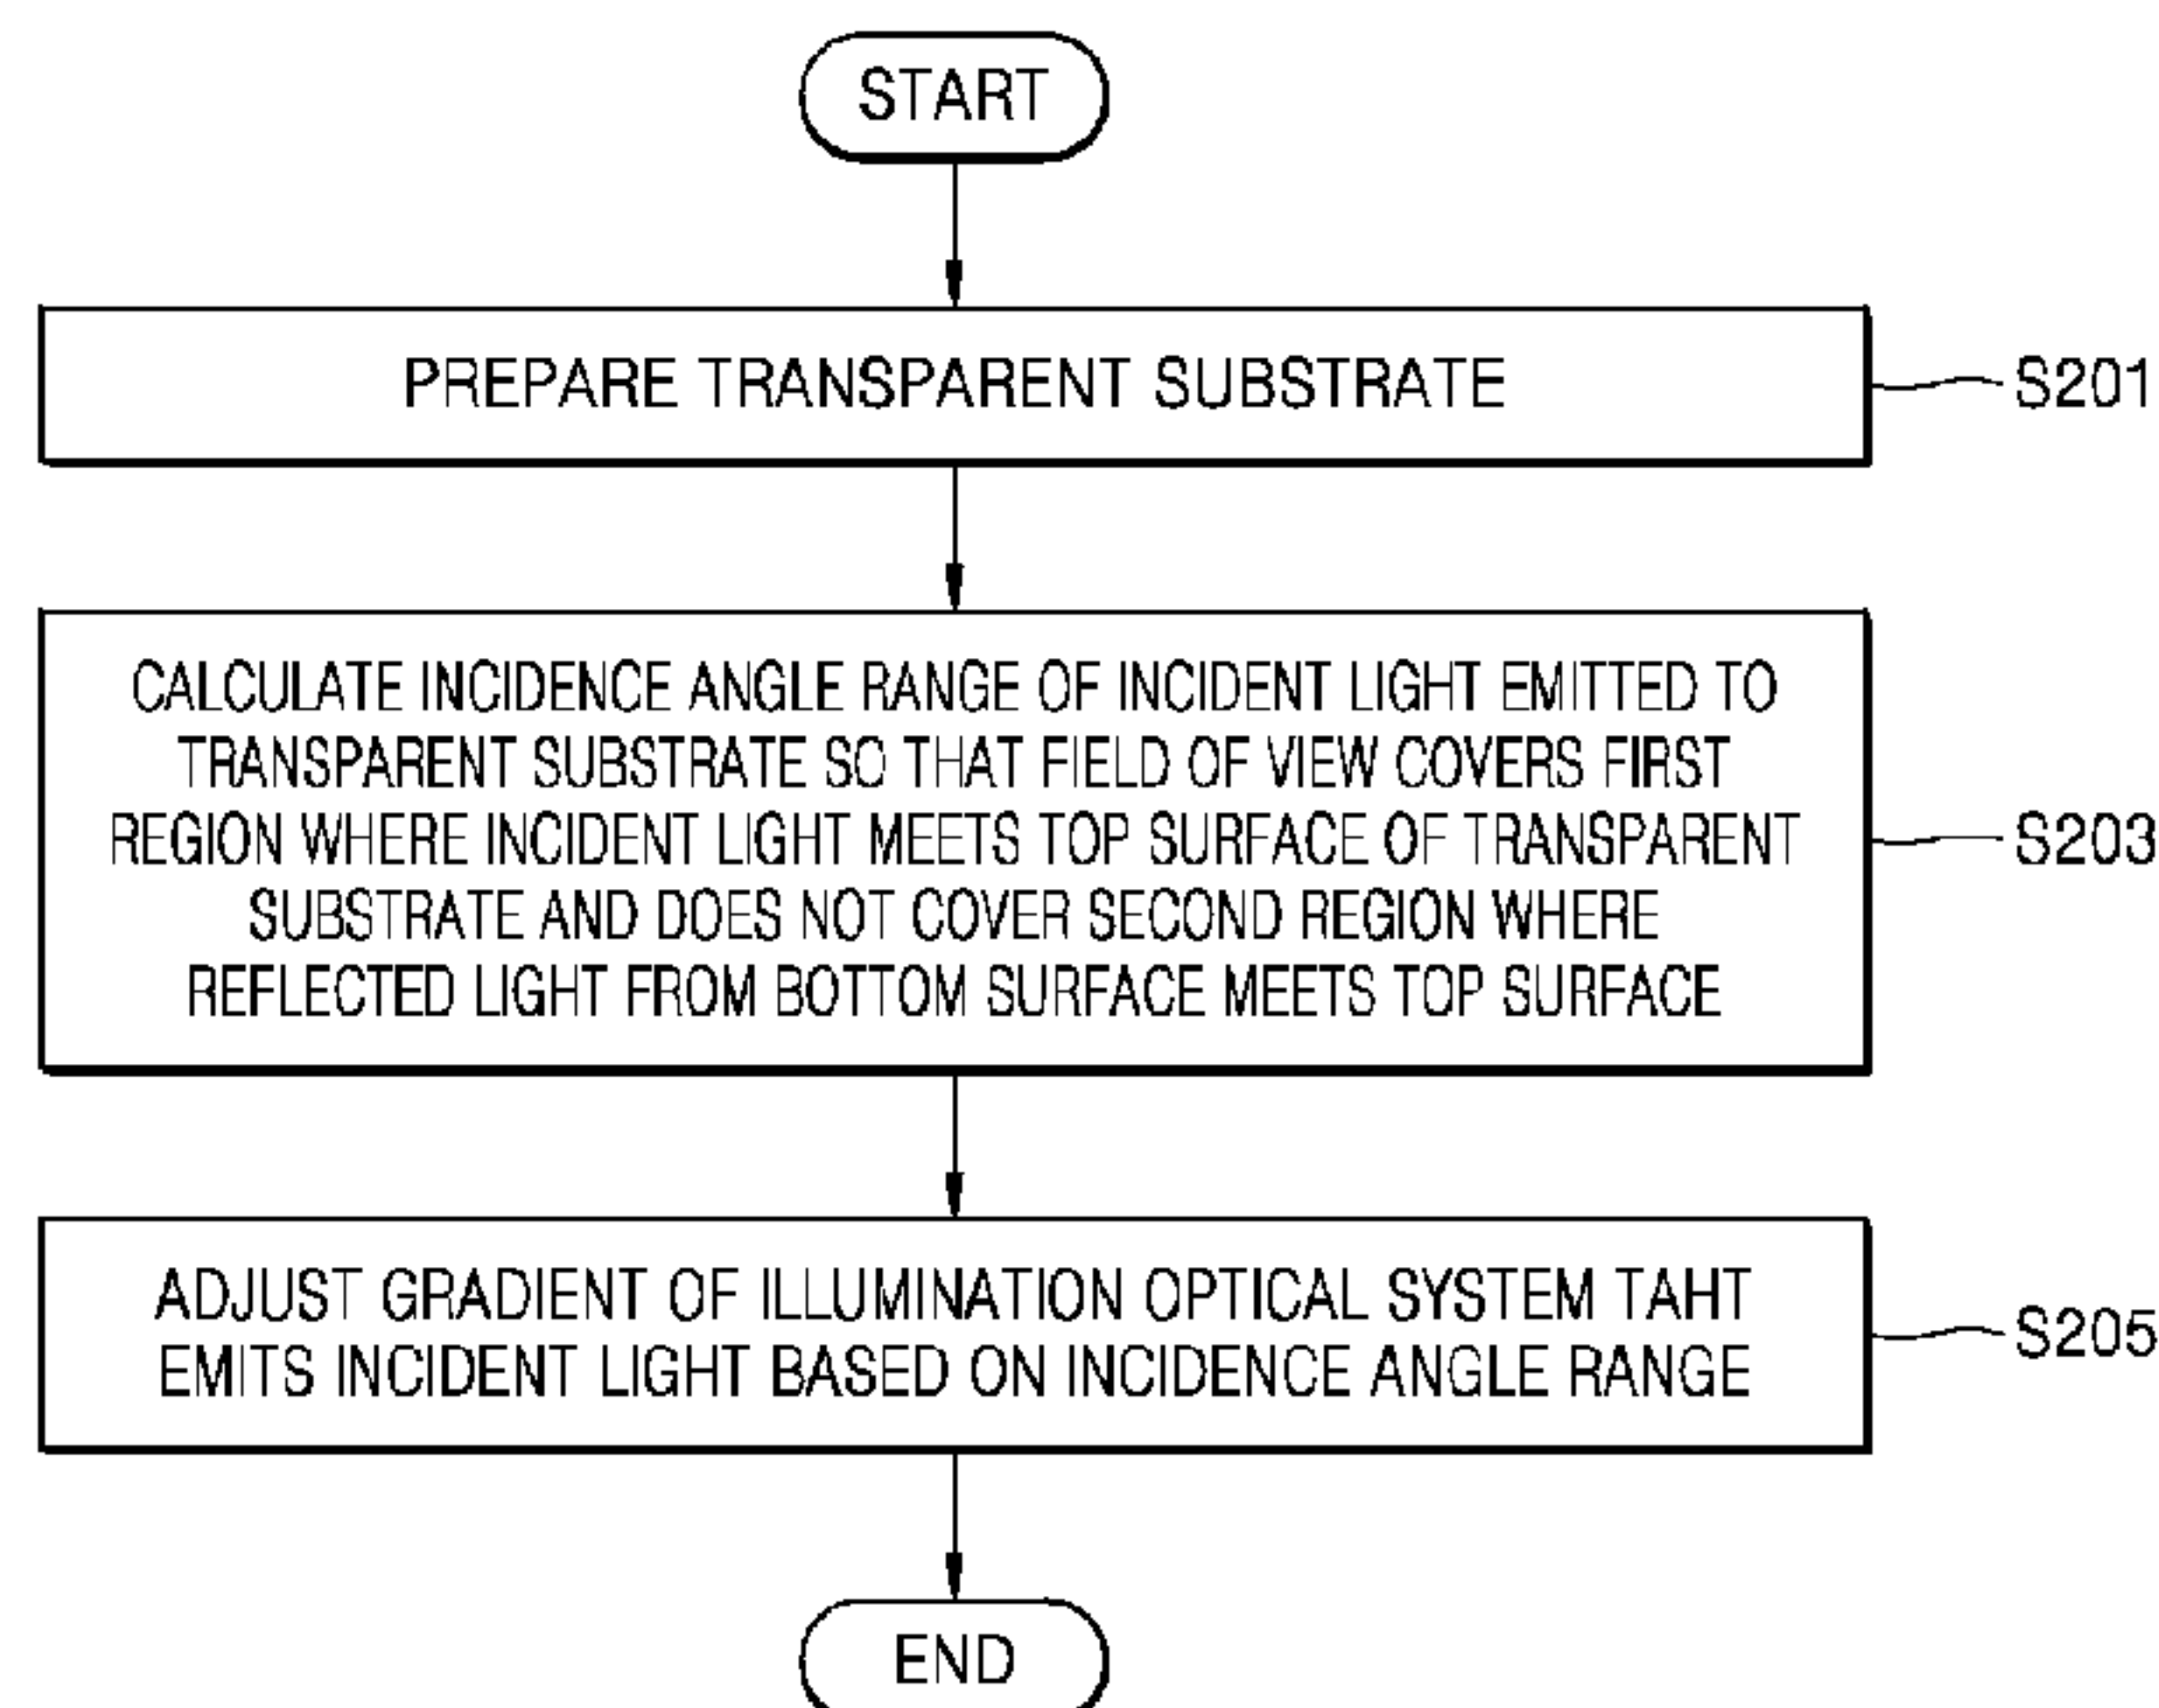 START
PREPARE TRANSPARENT SUBSTRATE
S201
CALCULATE INCIDENCE ANGLE RANGE OF INCIDENT LIGHT EMITTED TO
TRANSPARENT SUBSTRATE SO THAT FIELD OF VIEW COVERS FIRST
REGION WHERE INCIDENT LIGHT MEETS TOP SURFACE OF TRANSPARENT
SUBSTRATE AND DOES NOT COVER SECOND REGION WHERE
REFLECTED LIGHT FROM BOTTOM SURFACE MEETS TOP SURFACE
S203
ADJUST GRADIENT OF ILLUMINATION OPTICAL SYSTEM TAHT
EMITS INCIDENT LIGHT BASED ON INCIDENCE ANGLE RANGE
S205
END